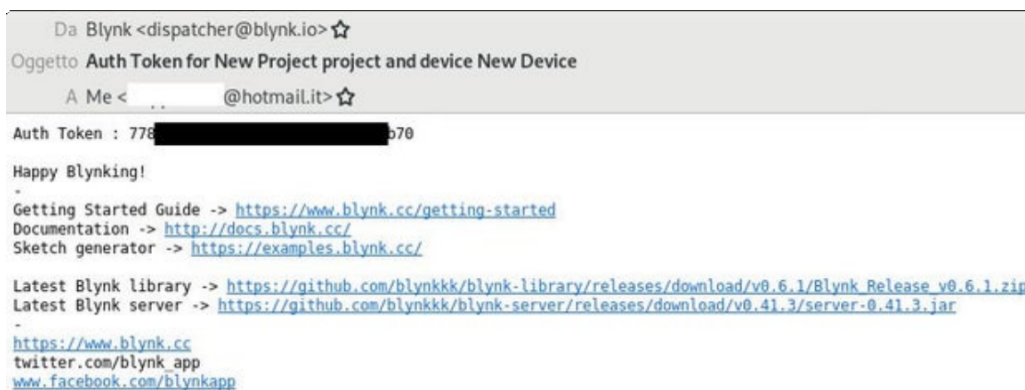 Da Blynk <dispatcher@blynk.io>
Oggetto Auth Token for New Project project and device New Device
A Me < @hotmail.it>
Auth Token : 778 b70
Happy Blynking!
-
Getting Started Guide -> https://www.blynk.cc/getting-started
Documentation -> http://docs.blynk.cc/
Sketch generator -> https://examples.blynk.cc/
Latest Blynk library -> https://github.com/blynkkk/blynk-library/releases/download/v0.6.1/Blynk_Release_v0.6.1.zip
Latest Blynk server -> https://github.com/blynkkk/blynk-server/releases/download/v0.41.3/server-0.41.3.jar
-
https://www.blynk.cc
twitter.com/blynk_app
www.facebook.com/blynkapp